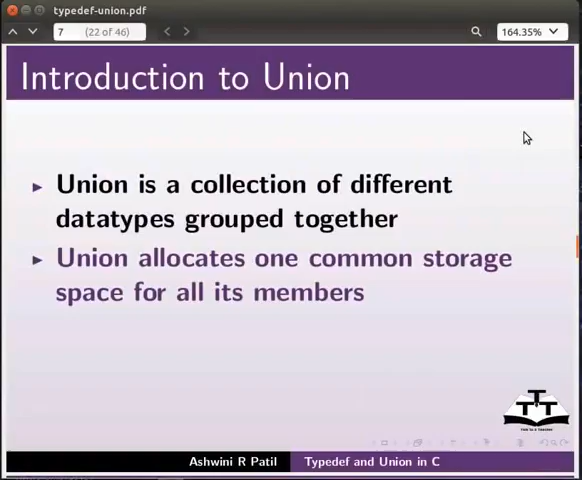 typedef-union.pdf
7 (22 of 46) 164.35%
Introduction to Union
Union is a collection of different
datatypes grouped together
Union allocates one common storage
space for all its members
TTT
Ashwini R Patil Typedef and Union in C